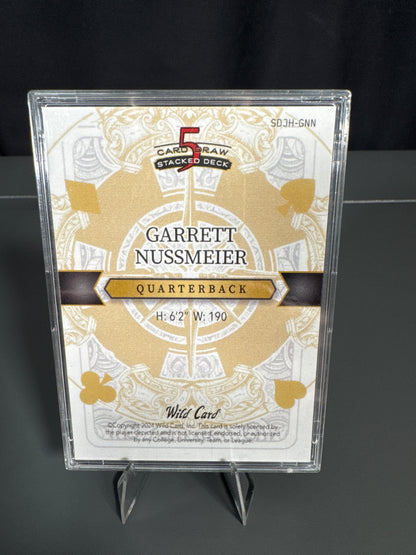 SDJH-GNN
5
CARD DRAW
STACKED DECK
GARRETT
NUSSMEIER
QUARTERBACK
H: 6'2" W: 190
Wild Card
©Copyright 2024 Wild Card, Inc. This card is solely licensed by
the player depicted and is not licensed, endorsed, or authorized
by any College, University, Team, or League.